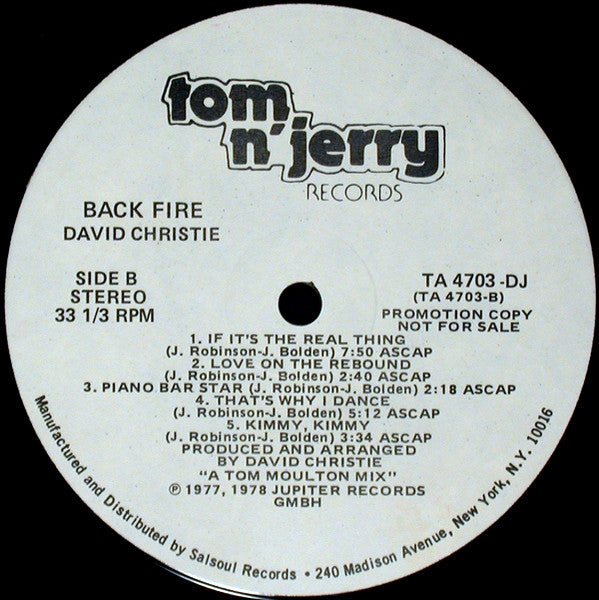 tom
n' jerry
RECORDS
BACK FIRE
DAVID CHRISTIE
SIDE B
STEREO
33 1/3 RPM
TA 4703-DJ
(TA 4703-B)
PROMOTION COPY
NOT FOR SALE
1. IF IT'S THE REAL THING
(J. Robinson-J. Bolden) 7:50 ASCAP
2. LOVE ON THE REBOUND
(J. Robinson-J. Bolden) 2:40 ASCAP
3. PIANO BAR STAR (J. Robinson-J. Bolden) 2:18 ASCAP
4. THAT'S WHY I DANCE
(J. Robinson-J. Bolden) 5:12 ASCAP
5. KIMMY, KIMMY
(J. Robinson-J. Bolden) 3:34 ASCAP
PRODUCED AND ARRANGED
BY DAVID CHRISTIE
“A TOM MOULTON MIX”
℗ 1977, 1978 JUPITER RECORDS
GMBH
Manufactured and Distributed by Salsoul Records • 240 Madison Avenue, New York, N.Y. 10016